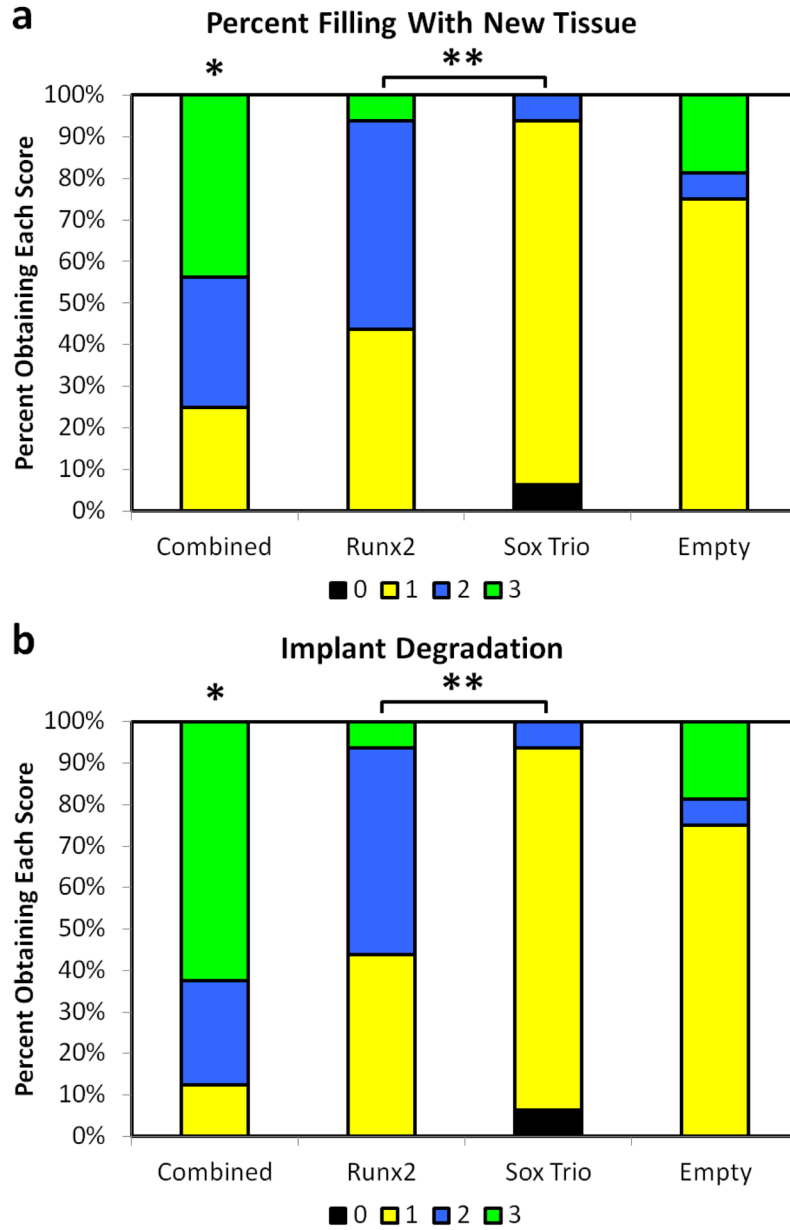 a
Percent Filling With New Tissue
*
**
100%
90%
80%
70%
60%
50%
40%
30%
20%
10%
0%
Percent Obtaining Each Score
Combined Runx2 Sox Trio Empty
0 1 2 3
b
Implant Degradation
*
**
100%
90%
80%
70%
60%
50%
40%
30%
20%
10%
0%
Percent Obtaining Each Score
Combined Runx2 Sox Trio Empty
0 1 2 3